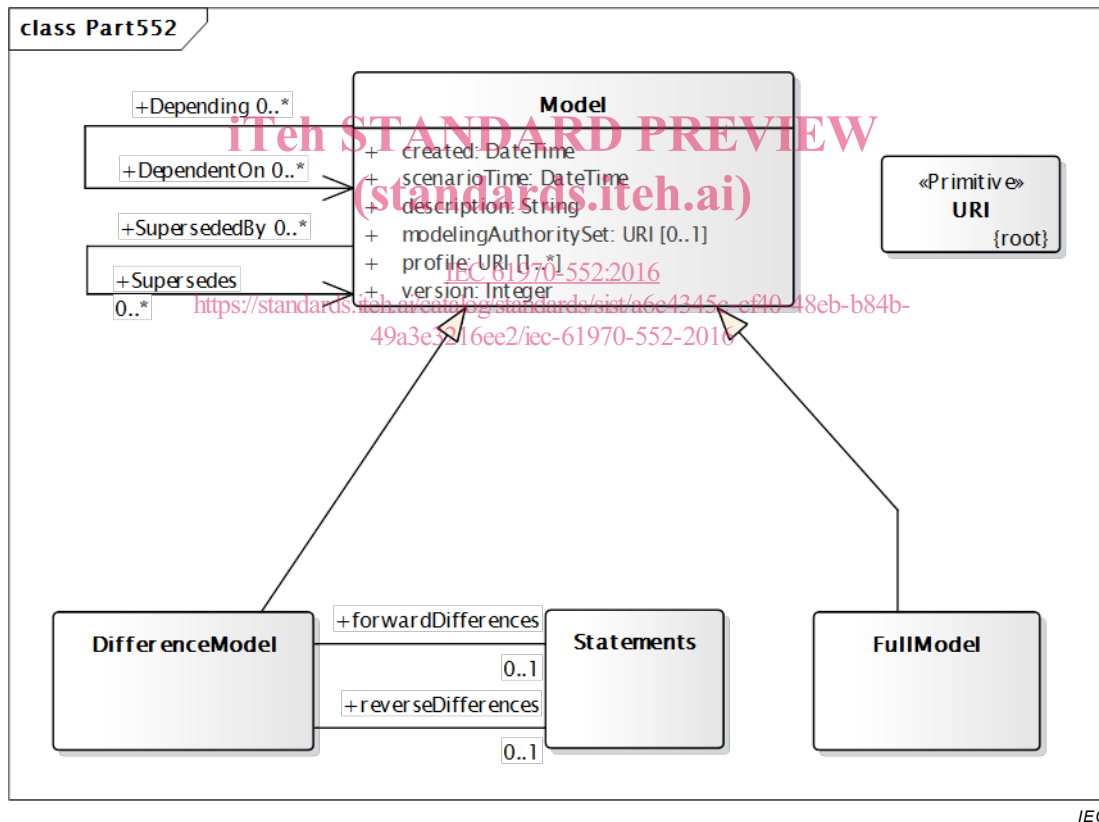 class Part552
+Depending 0..*
+DependentOn 0..*
+SupersededBy 0..*
+Supersedes
0..*
Model
+ created: DateTime
+ scenarioTime: DateTime
+ description: String
+ modelingAuthoritySet: URI [0..1]
+ profile: URI [1..*]
+ version: Integer
iTeh STANDARD PREVIEW
(standards.iteh.ai)
IEC 61970-552:2016
https://standards.iteh.ai/catalog/standards/sist/a6c4345c-cf40-48eb-b84b-
49a3e3216ee2/iec-61970-552-2016
«Primitive»
URI
{root}
DifferenceModel
+forwardDifferences
0..1
+reverseDifferences
0..1
Statements
FullModel
IEC